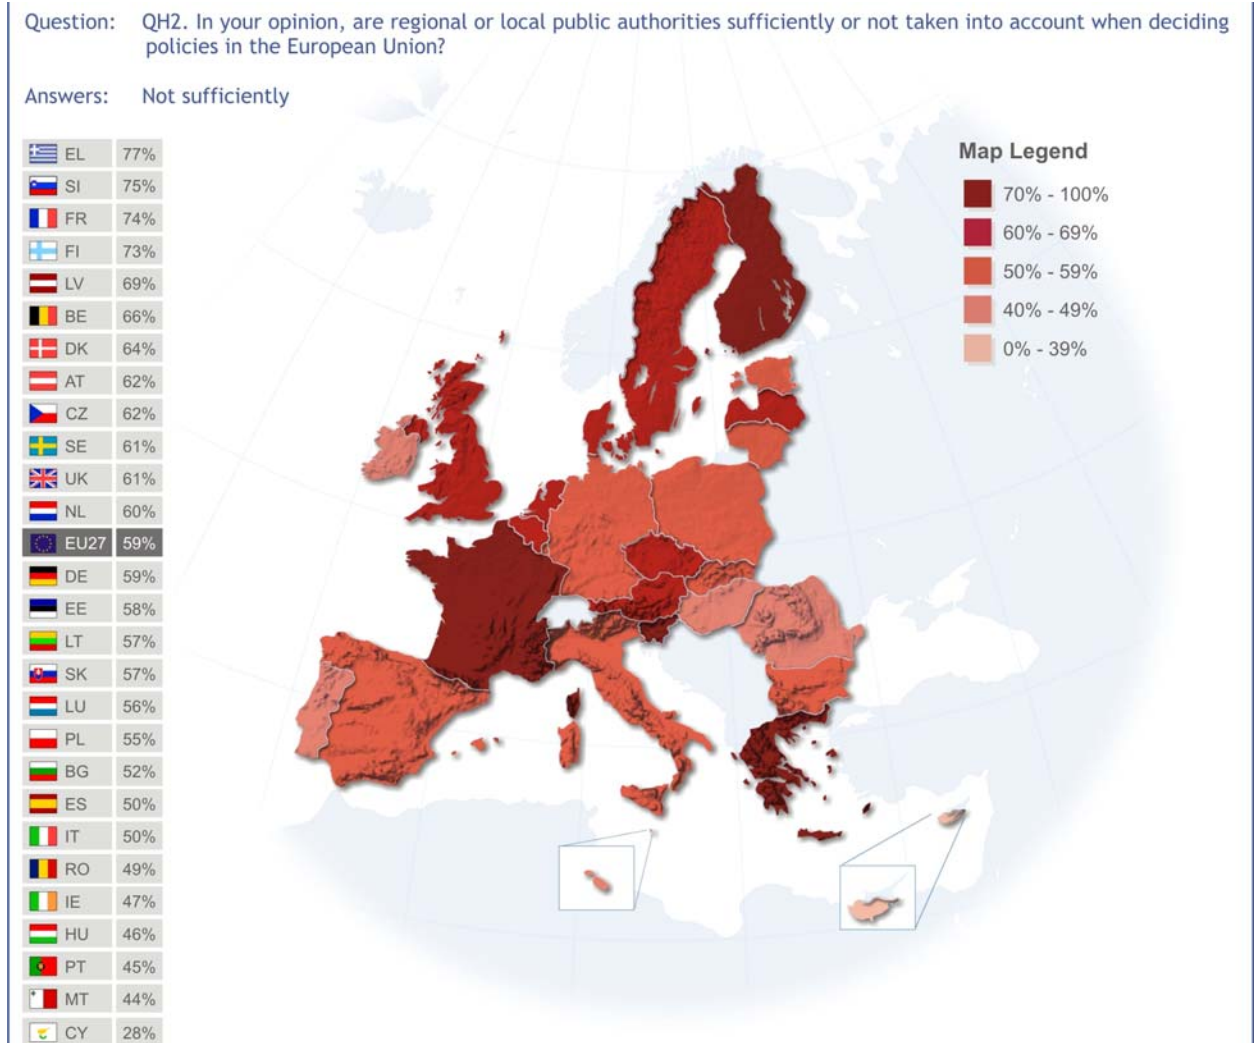 Question: QH2. In your opinion, are regional or local public authorities sufficiently or not taken into account when deciding
policies in the European Union?
Answers: Not sufficiently
EL 77%
SI 75%
FR 74%
FI 73%
LV 69%
BE 66%
DK 64%
AT 62%
CZ 62%
SE 61%
UK 61%
NL 60%
EU27 59%
DE 59%
EE 58%
LT 57%
SK 57%
LU 56%
PL 55%
BG 52%
ES 50%
IT 50%
RO 49%
IE 47%
HU 46%
PT 45%
MT 44%
CY 28%
Map Legend
70% - 100%
60% - 69%
50% - 59%
40% - 49%
0% - 39%